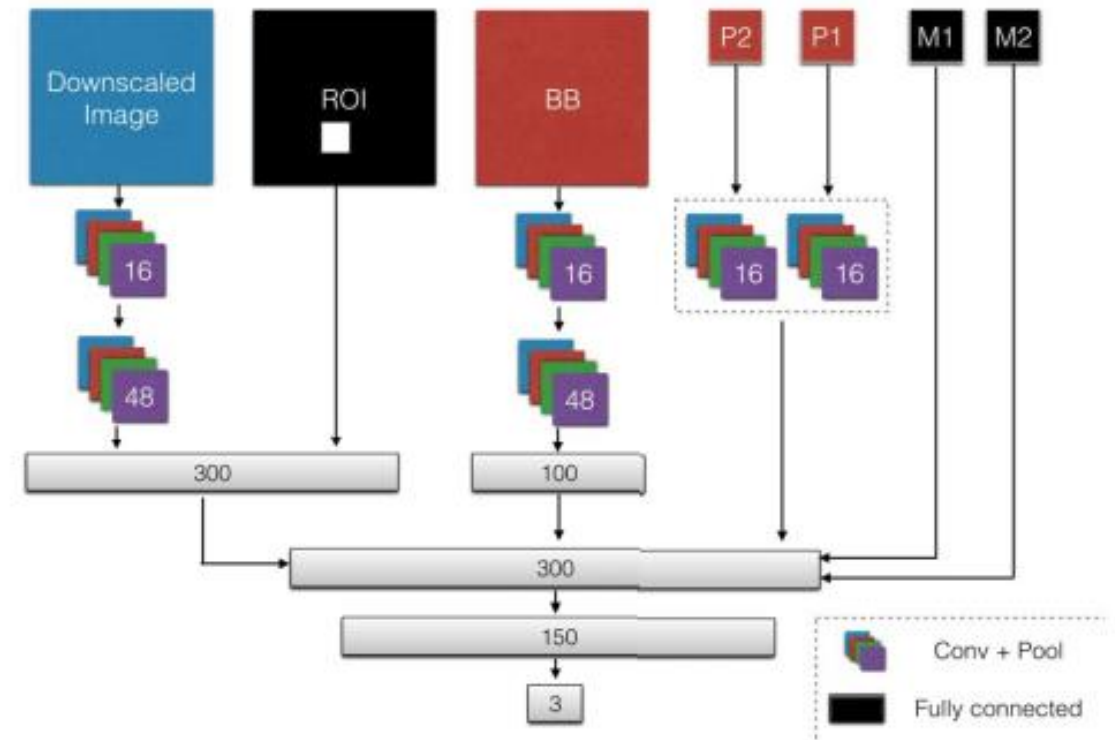 Downscaled
Image
ROI
BB
P2
P1
M1
M2
16
16
16
16
48
48
300
100
300
150
3
Conv + Pool
Fully connected